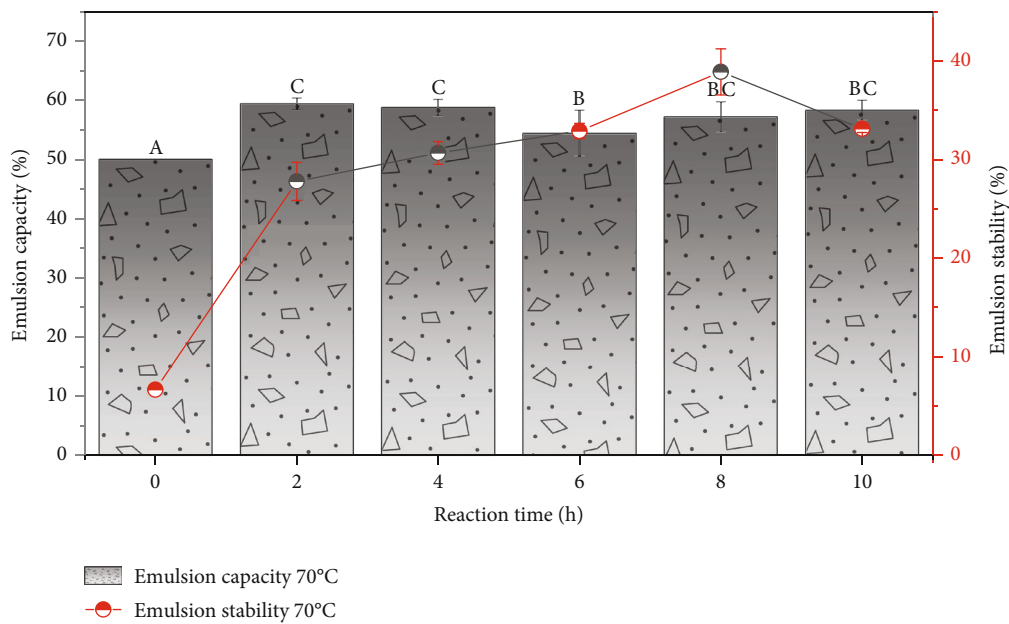 70
60
50
40
30
20
10
0
Emulsion capacity (%)
A
C
C
B
BC
BC
40
30
20
10
0
Emulsion stability (%)
0 2 4 6 8 10
Reaction time (h)
Emulsion capacity 70°C
Emulsion stability 70°C